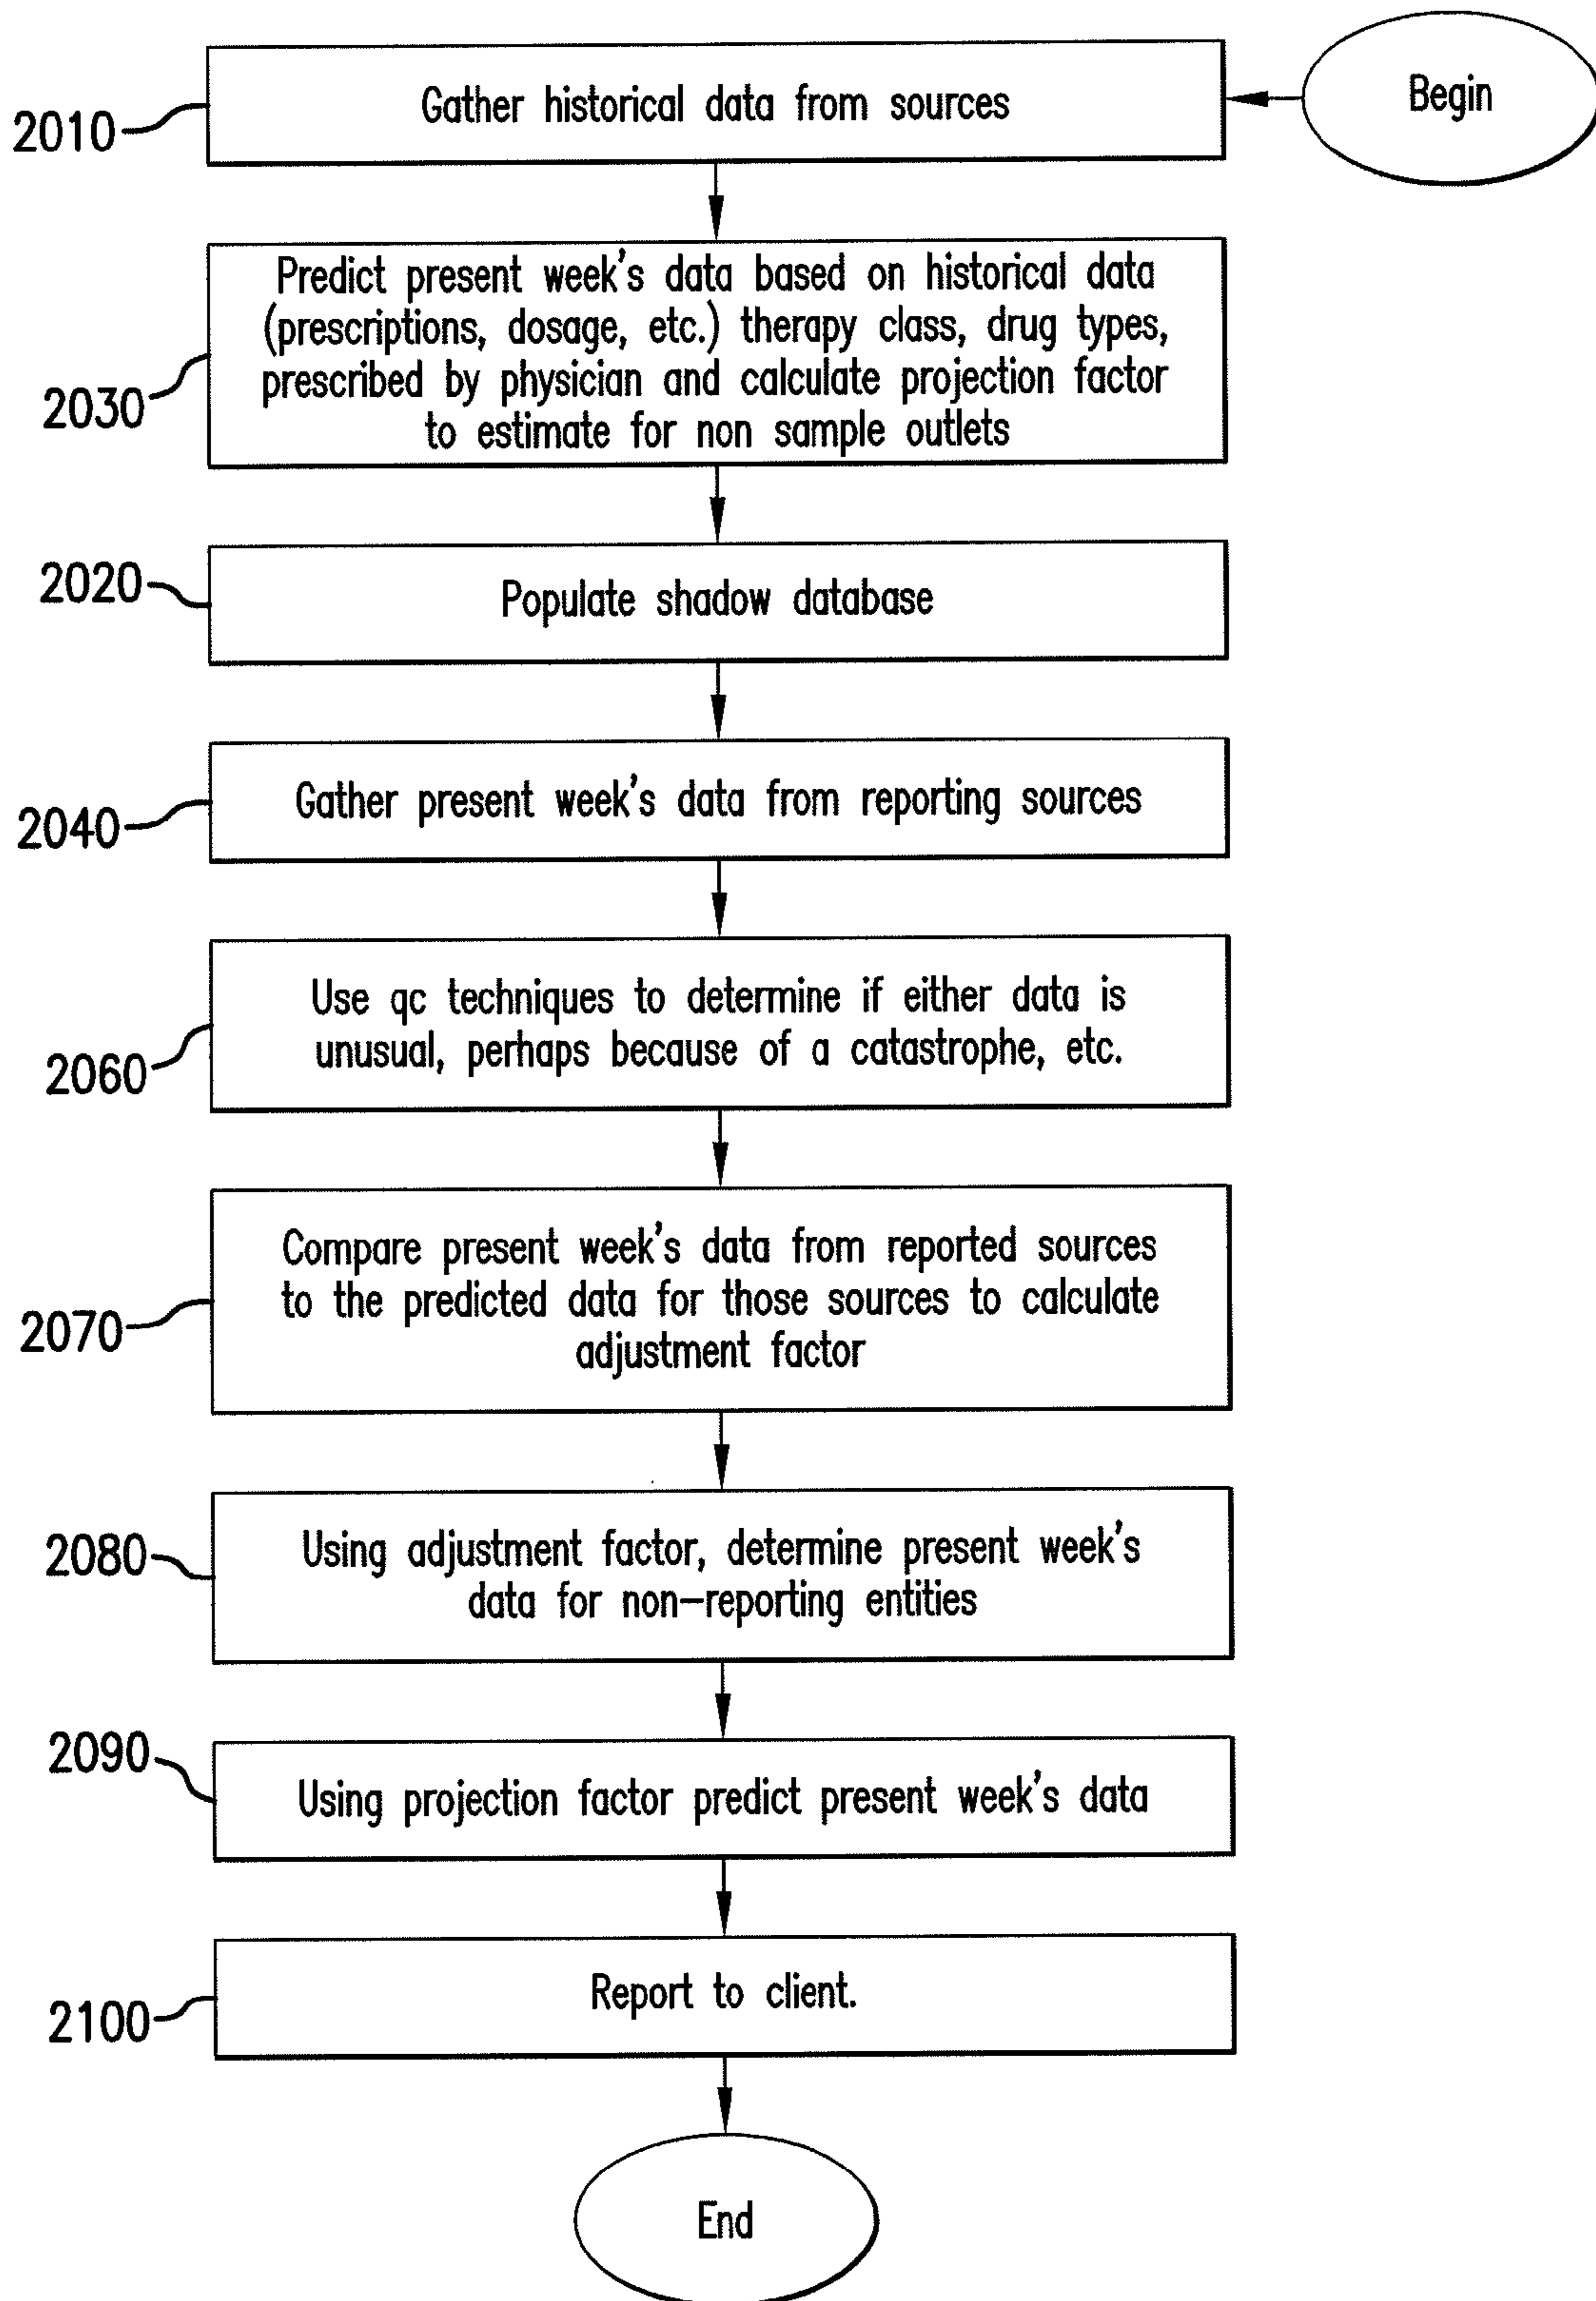 Begin
2010
Gather historical data from sources
2030
Predict present week's data based on historical data
(prescriptions, dosage, etc.) therapy class, drug types,
prescribed by physician and calculate projection factor
to estimate for non sample outlets
2020
Populate shadow database
2040
Gather present week's data from reporting sources
2060
Use qc techniques to determine if either data is
unusual, perhaps because of a catastrophe, etc.
2070
Compare present week's data from reported sources
to the predicted data for those sources to calculate
adjustment factor
2080
Using adjustment factor, determine present week's
data for non-reporting entities
2090
Using projection factor predict present week's data
2100
Report to client.
End